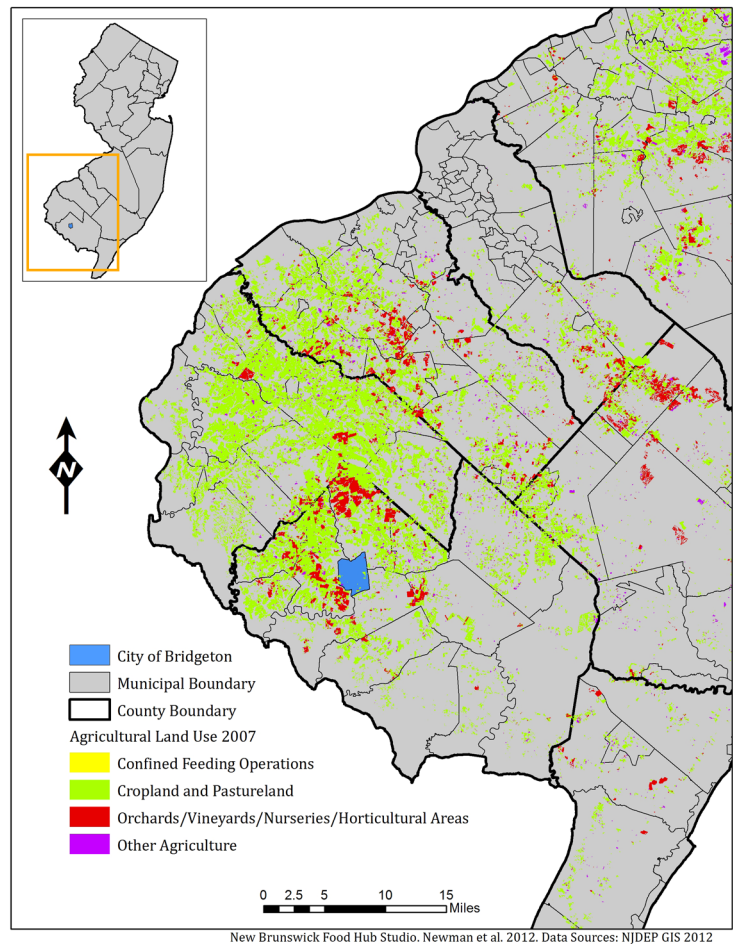 N
City of Bridgeton
Municipal Boundary
County Boundary
Agricultural Land Use 2007
Confined Feeding Operations
Cropland and Pastureland
Orchards/Vineyards/Nurseries/Horticultural Areas
Other Agriculture
0 2.5 5 10 15
Miles
New Brunswick Food Hub Studio. Newman et al. 2012. Data Sources: NJDEP GIS 2012